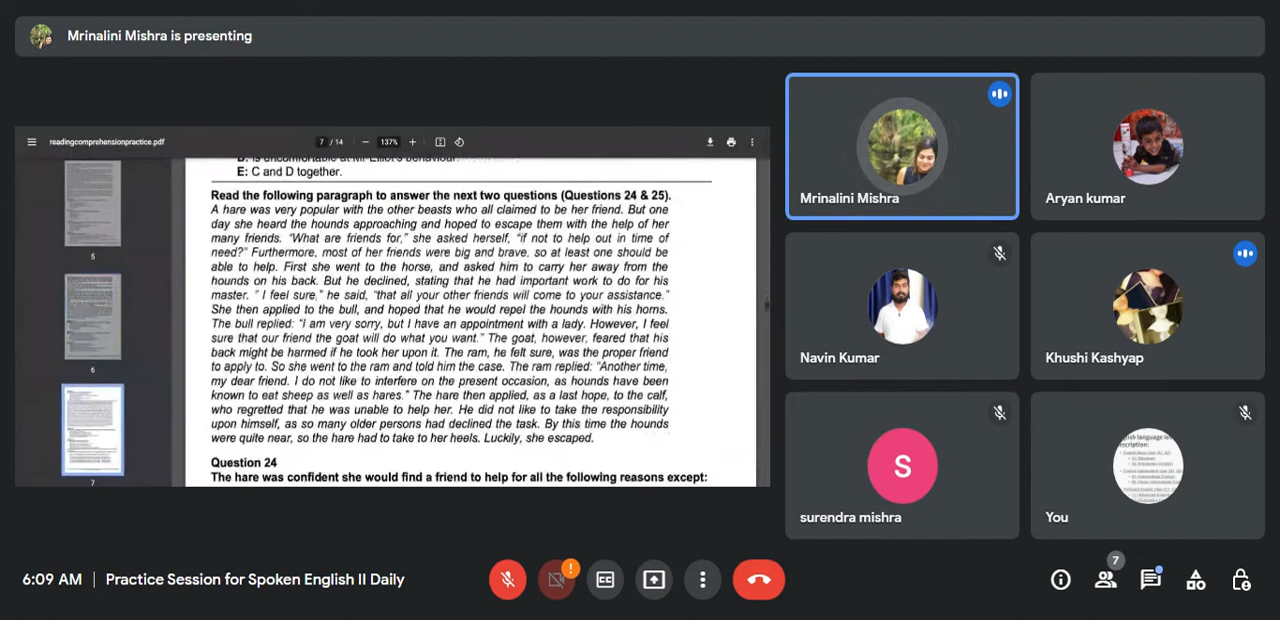 Mrinalini Mishra is presenting
readingcomprehensionpractice.pdf
7 / 14
137%
5
6
7
D: is uncomfortable at Mr Elliot's behaviour.
E: C and D together.
Read the following paragraph to answer the next two questions (Questions 24 & 25).
A hare was very popular with the other beasts who all claimed to be her friend. But one
day she heard the hounds approaching and hoped to escape them with the help of her
many friends. "What are friends for," she asked herself, "if not to help out in time of
need?" Furthermore, most of her friends were big and brave, so at least one should be
able to help. First she went to the horse, and asked him to carry her away from the
hounds on his back. But he declined, stating that he had important work to do for his
master. " I feel sure," he said, "that all your other friends will come to your assistance."
She then applied to the bull, and hoped that he would repel the hounds with his horns.
The bull replied: "I am very sorry, but I have an appointment with a lady. However, I feel
sure that our friend the goat will do what you want." The goat, however, feared that his
back might be harmed if he took her upon it. The ram, he felt sure, was the proper friend
to apply to. So she went to the ram and told him the case. The ram replied: "Another time,
my dear friend. I do not like to interfere on the present occasion, as hounds have been
known to eat sheep as well as hares." The hare then applied, as a last hope, to the calf,
who regretted that he was unable to help her. He did not like to take the responsibility
upon himself, as so many older persons had declined the task. By this time the hounds
were quite near, so the hare had to take to her heels. Luckily, she escaped.
Question 24
The hare was confident she would find a friend to help for all the following reasons except:
Mrinalini Mishra
Aryan kumar
Navin Kumar
Khushi Kashyap
S
surendra mishra
You
6:09 AM | Practice Session for Spoken English II Daily
CC
7